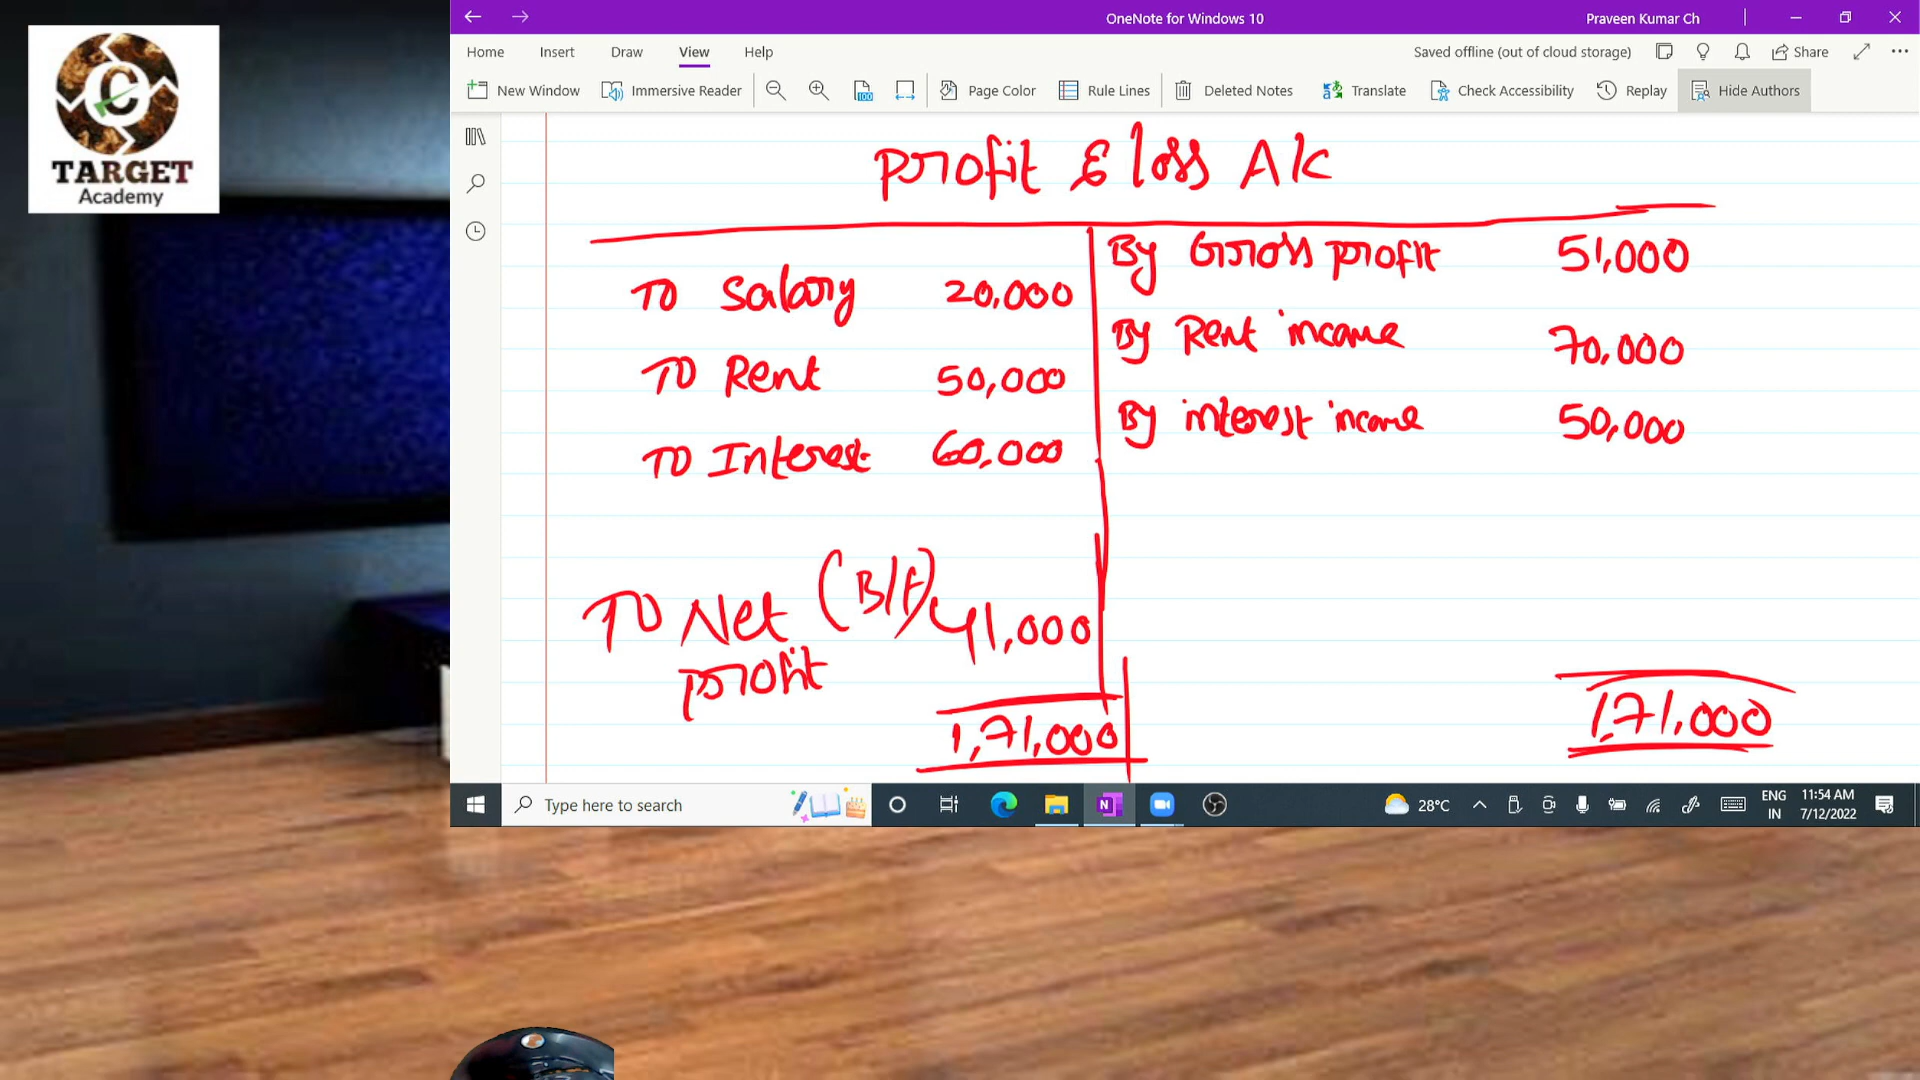 OneNote for Windows 10
Praveen Kumar Ch
Home Insert Draw View Help
Saved offline (out of cloud storage)
Share
New Window Immersive Reader Page Color Rule Lines Deleted Notes Translate Check Accessibility Replay Hide Authors
TARGET
Academy
Profit & loss A/c
By Gross profit 51,000
To Salary 20,000
By Rent income 70,000
To Rent 50,000
By interest income 50,000
To Interest 60,000
To Net profit (B/F) 41,000
1,71,000
1,71,000
Type here to search
28°C
ENG
IN
11:54 AM
7/12/2022